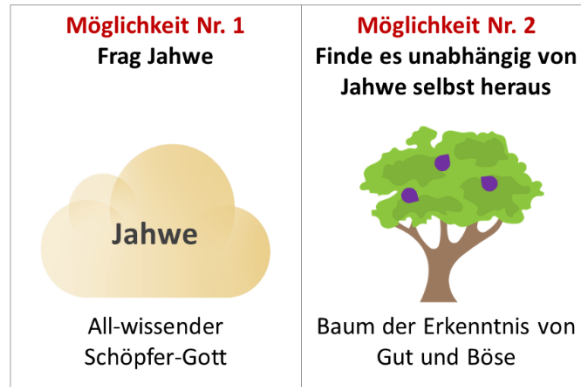 Möglichkeit Nr. 1
Frag Jahwe
Jahwe
All-wissender
Schöpfer-Gott
Möglichkeit Nr. 2
Finde es unabhängig von
Jahwe selbst heraus
Baum der Erkenntnis von
Gut und Böse